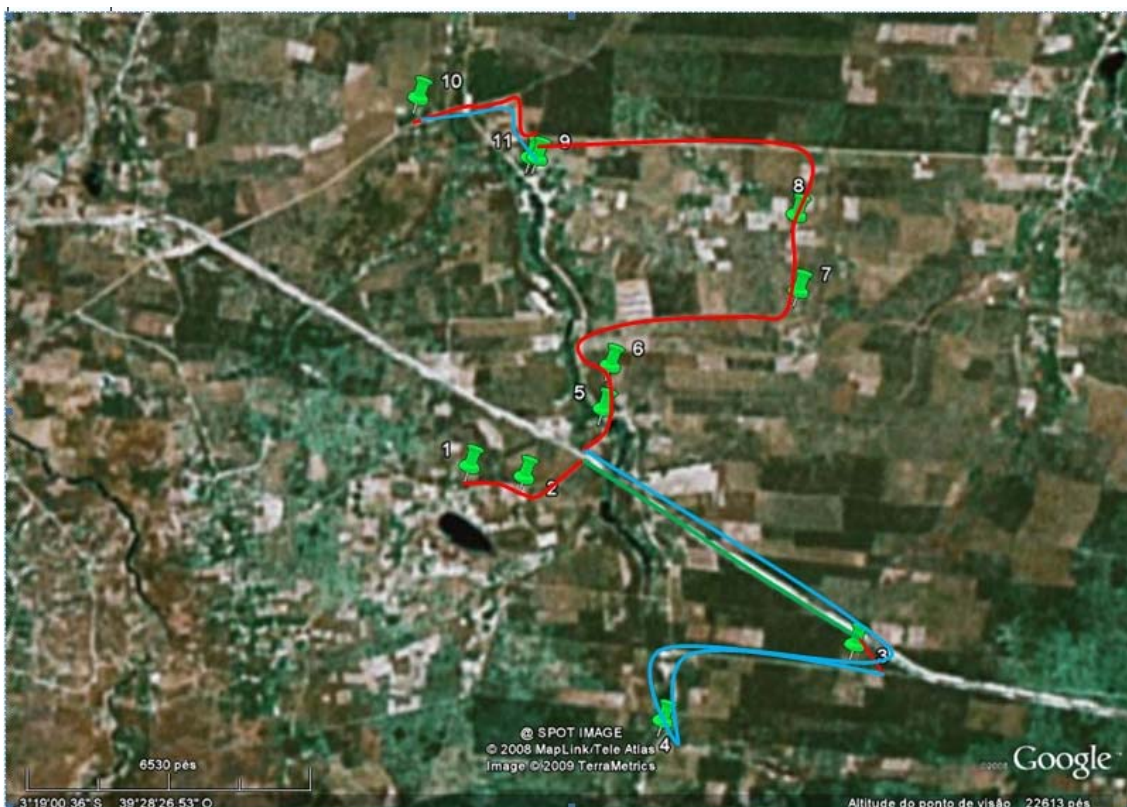 10
11
9
8
7
6
5
1
2
3
4
@ SPOT IMAGE
© 2008 MapLink/Tele Atlas
Image © 2009 TerraMetrics
©2008 Google
6530 pés
3°19'00.36" S 39°28'26.53" O
Altitude do ponto de visão 22613 pés